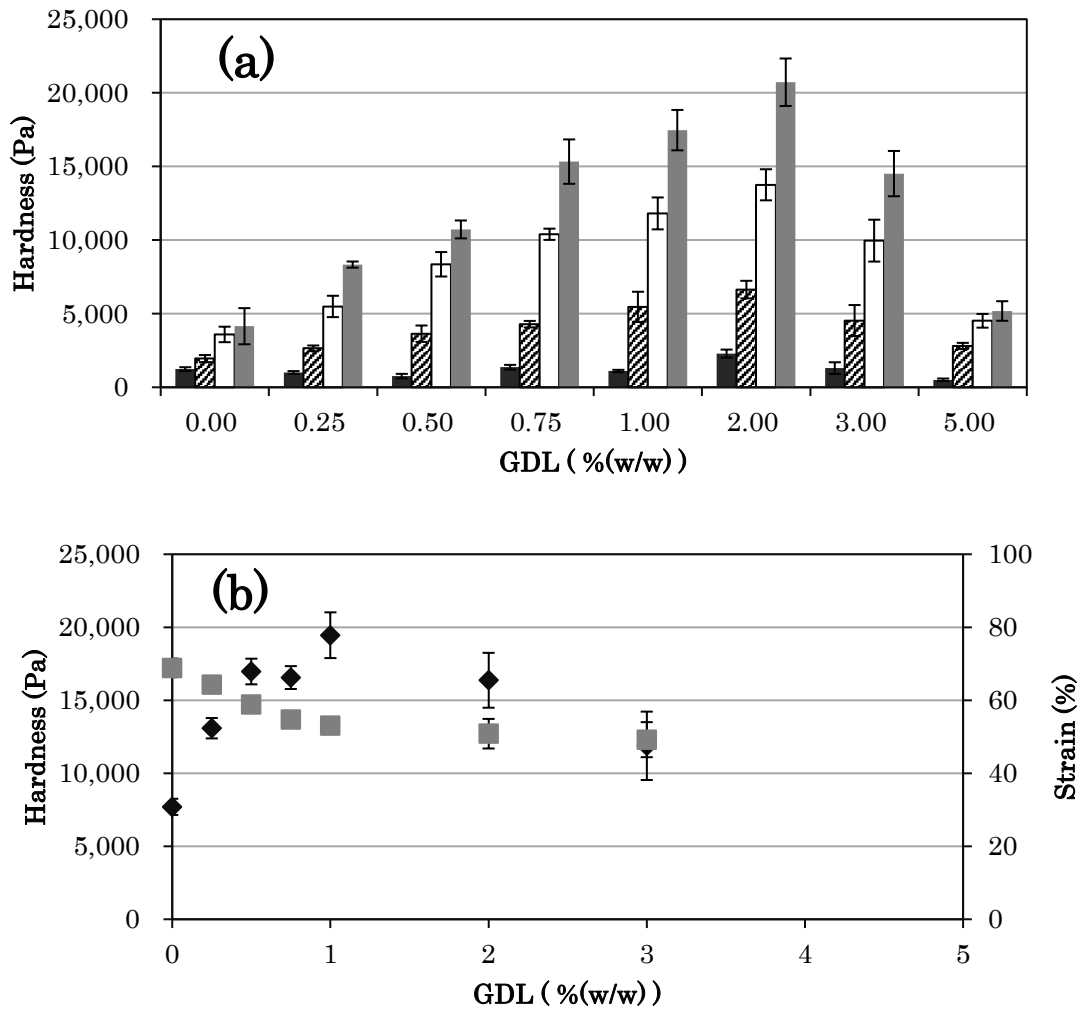 (a)
Hardness (Pa)
25,000
20,000
15,000
10,000
5,000
0
0.00 0.25 0.50 0.75 1.00 2.00 3.00 5.00
GDL ( %(w/w) )
(b)
Hardness (Pa)
25,000
20,000
15,000
10,000
5,000
0
100
80
60
40
20
0
Strain (%)
0 1 2 3 4 5
GDL ( %(w/w) )